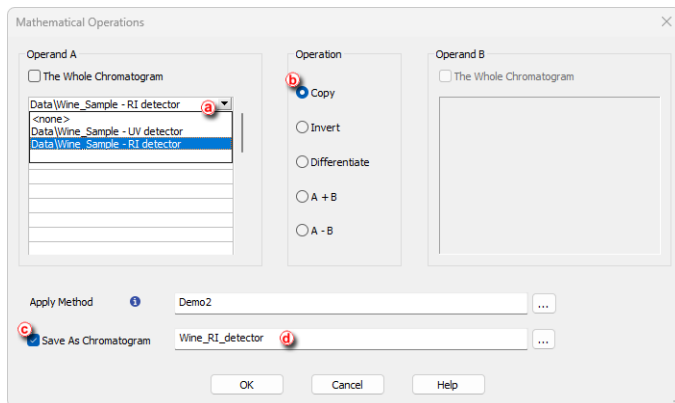 Mathematical Operations
Operand A
The Whole Chromatogram
Data\Wine_Sample - RI detector
a
<none>
Data\Wine_Sample - UV detector
Data\Wine_Sample - RI detector
Operation
b
Copy
Invert
Differentiate
A + B
A - B
Operand B
The Whole Chromatogram
Apply Method
Demo2
...
c
Save As Chromatogram
Wine_RI_detector
d
...
OK
Cancel
Help